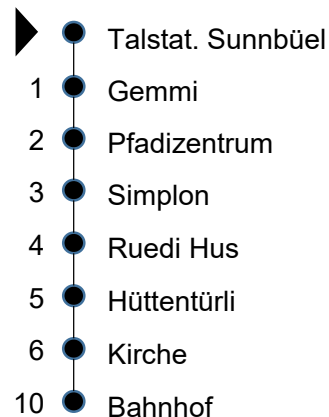 Talstat. Sunnbüel
1 Gemmi
2 Pfadizentrum
3 Simplon
4 Ruedi Hus
5 Hüttentürli
6 Kirche
10 Bahnhof